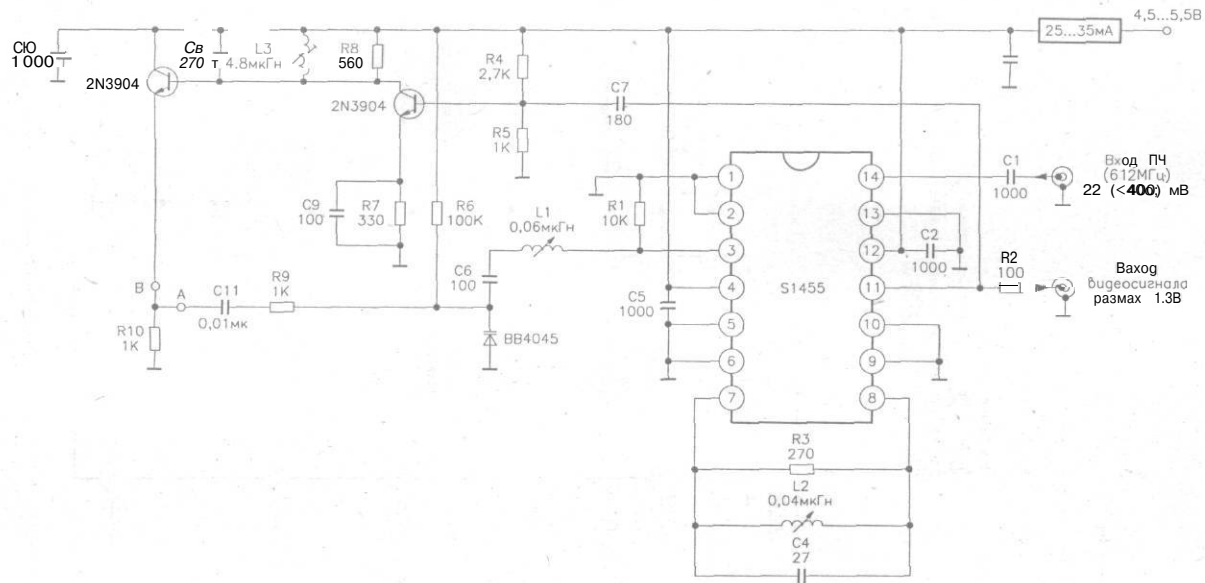 4,5...5,5В
25...35мА
СЮ
1000
Св
270 т
L3
4.8мкГн
R8
560
2N3904
2N3904
R4
2,7К
C7
180
R5
1К
C9
100
R7
330
R6
100К
R1
10К
L1
0,06мкГн
C6
100
BB4045
B
A
C11
0,01мк
R9
1К
R10
1К
C5
1000
1
2
3
4
5
6
7
S1455
14
13
12
11
10
9
8
C1
1000
Вход ПЧ
(612МГц)
22 (<400;) мВ
C2
1000
R2
100
Ваход
видеосигнала
размах 1.3В
R3
270
L2
0,04мкГн
C4
27